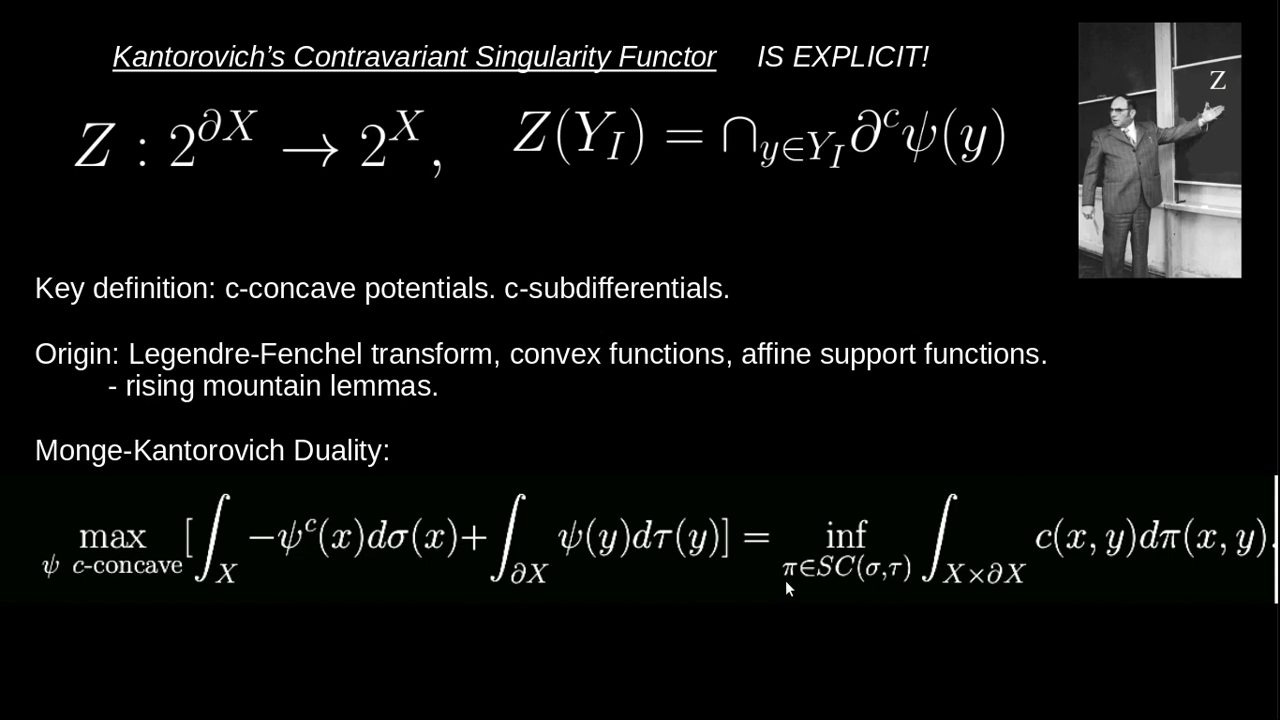 Kantorovich’s Contravariant Singularity Functor IS EXPLICIT!
Z
Z : 2^{∂X} → 2^X, Z(Y_I) = ∩_{y∈Y_I} ∂^c ψ(y)
Key definition: c-concave potentials. c-subdifferentials.
Origin: Legendre-Fenchel transform, convex functions, affine support functions.
- rising mountain lemmas.
Monge-Kantorovich Duality:
max_{ψ c-concave} [∫_X −ψ^c(x)dσ(x)+∫_{∂X} ψ(y)dτ(y)] = inf_{π∈SC(σ,τ)} ∫_{X×∂X} c(x, y)dπ(x, y).